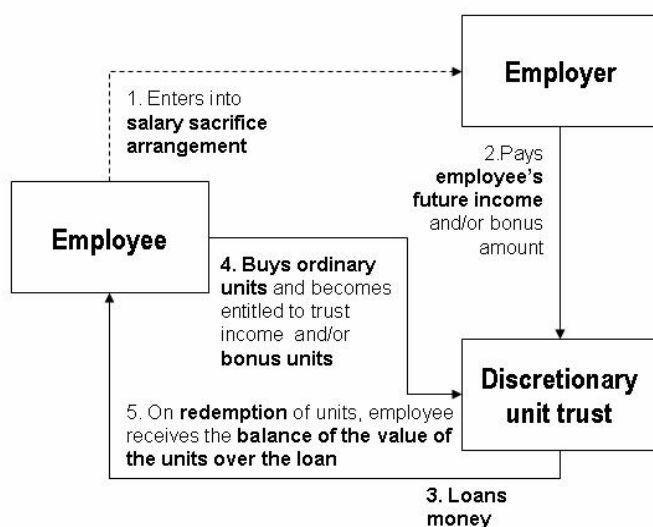 Employer
1. Enters into
salary sacrifice
arrangement
2.Pays
employee's
future income
and/or bonus
amount
Employee
4. Buys ordinary
units and becomes
entitled to trust
income and/or
bonus units
Discretionary
unit trust
5. On redemption of units, employee
receives the balance of the value of
the units over the loan
3. Loans
money